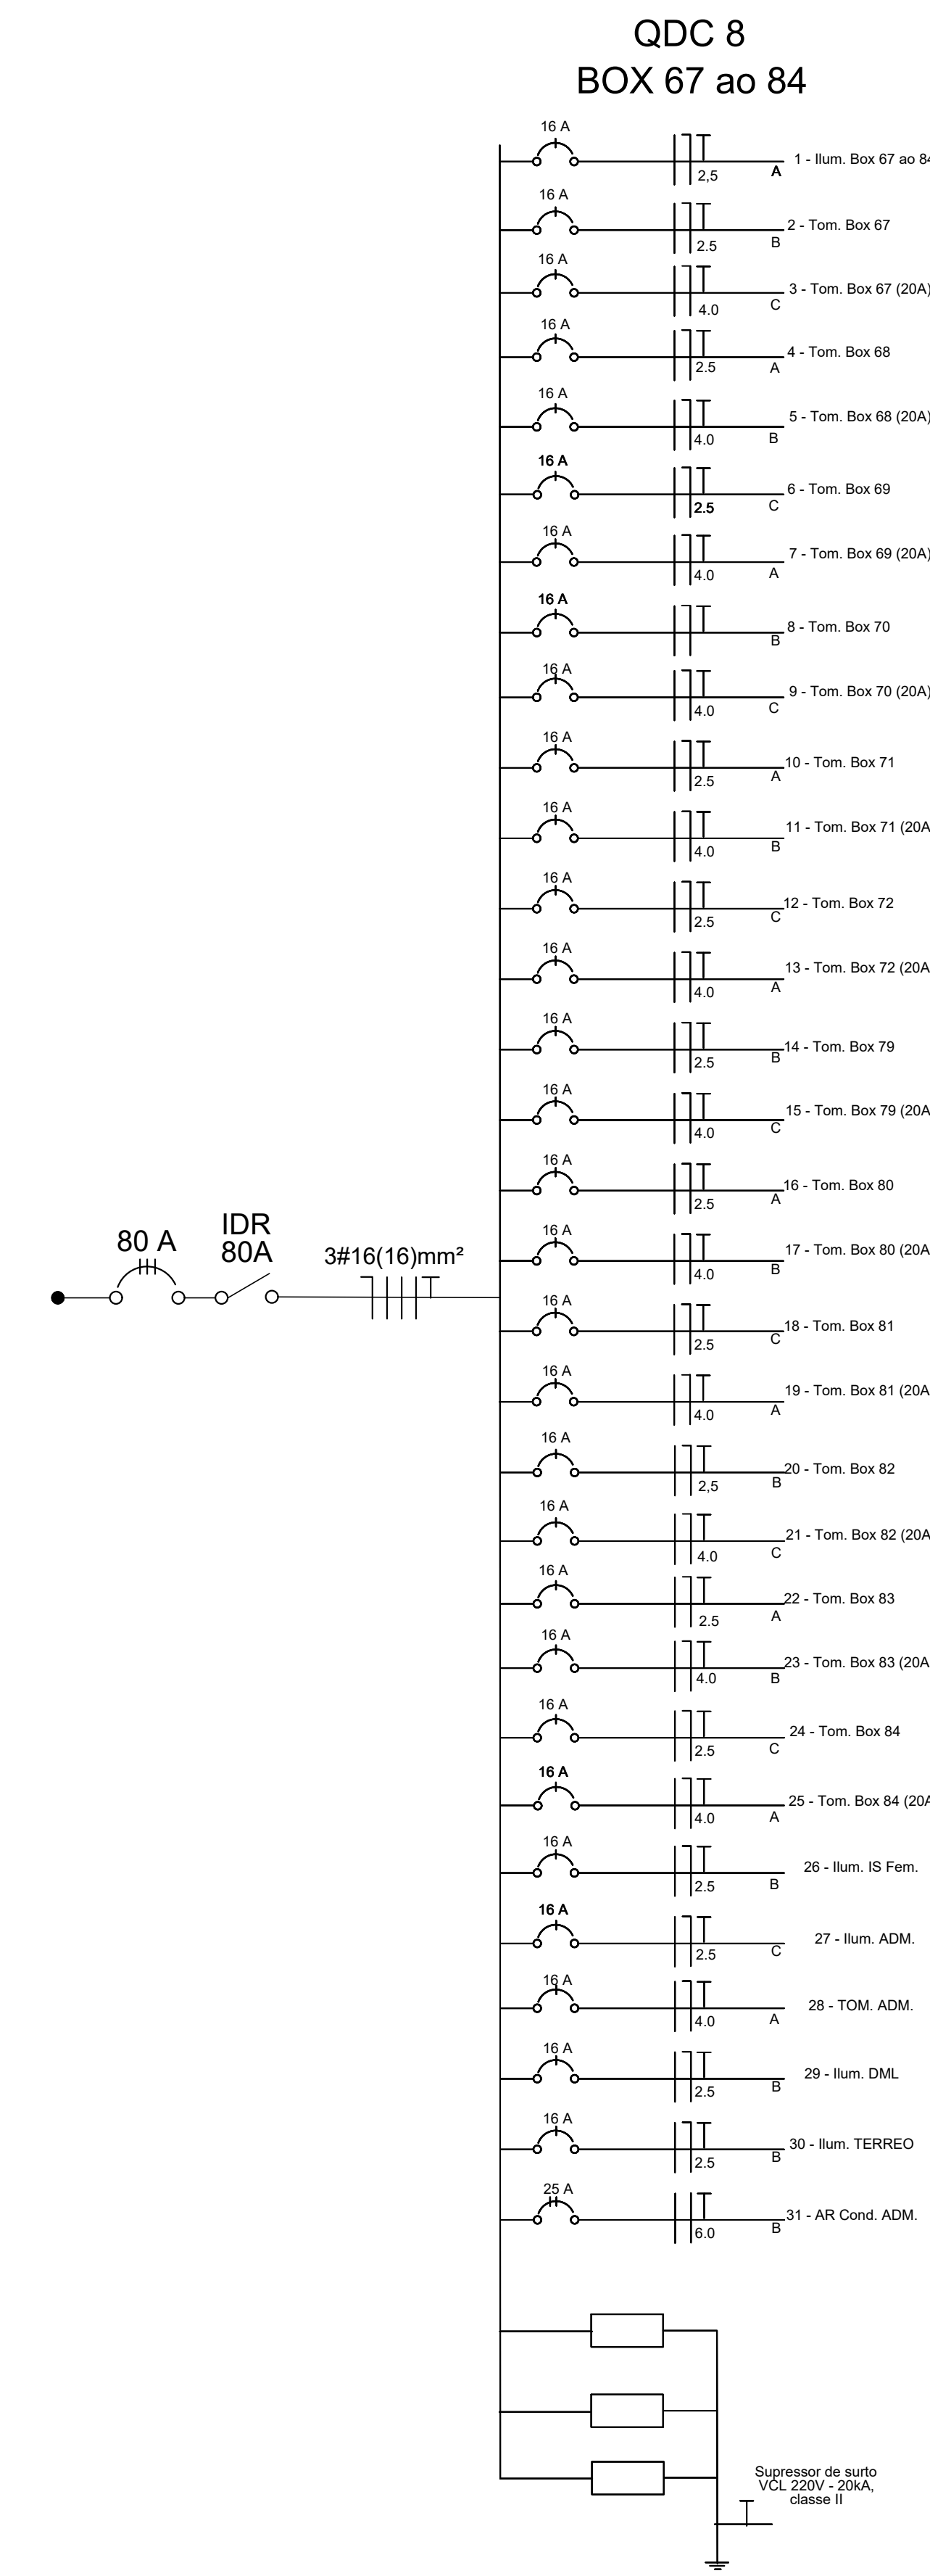 QDC 8
BOX 67 ao 84
16 A
2,5
A
1 - Ilum. Box 67 ao 84
16 A
2.5
B
2 - Tom. Box 67
16 A
4.0
C
3 - Tom. Box 67 (20A)
16 A
2.5
A
4 - Tom. Box 68
16 A
4.0
B
5 - Tom. Box 68 (20A)
16 A
2.5
C
6 - Tom. Box 69
16 A
4.0
A
7 - Tom. Box 69 (20A)
16 A
B
8 - Tom. Box 70
16 A
4.0
C
9 - Tom. Box 70 (20A)
16 A
2.5
A
10 - Tom. Box 71
16 A
4.0
B
11 - Tom. Box 71 (20A
16 A
2.5
C
12 - Tom. Box 72
16 A
4.0
A
13 - Tom. Box 72 (20A
16 A
2.5
B
14 - Tom. Box 79
16 A
4.0
C
15 - Tom. Box 79 (20A
16 A
2.5
A
16 - Tom. Box 80
80 A
IDR
80A
3#16(16)mm²
16 A
4.0
B
17 - Tom. Box 80 (20A
16 A
2.5
C
18 - Tom. Box 81
16 A
4.0
A
19 - Tom. Box 81 (20A
16 A
2,5
B
20 - Tom. Box 82
16 A
4.0
C
21 - Tom. Box 82 (20A
16 A
2.5
A
22 - Tom. Box 83
16 A
4.0
B
23 - Tom. Box 83 (20A
16 A
2.5
C
24 - Tom. Box 84
16 A
4.0
A
25 - Tom. Box 84 (20A
16 A
2.5
B
26 - Ilum. IS Fem.
16 A
2.5
C
27 - Ilum. ADM.
16 A
4.0
A
28 - TOM. ADM.
16 A
2.5
B
29 - Ilum. DML
16 A
2.5
B
30 - Ilum. TERREO
25 A
6.0
B
31 - AR Cond. ADM.
Supressor de surto
VCL 220V - 20kA,
classe II